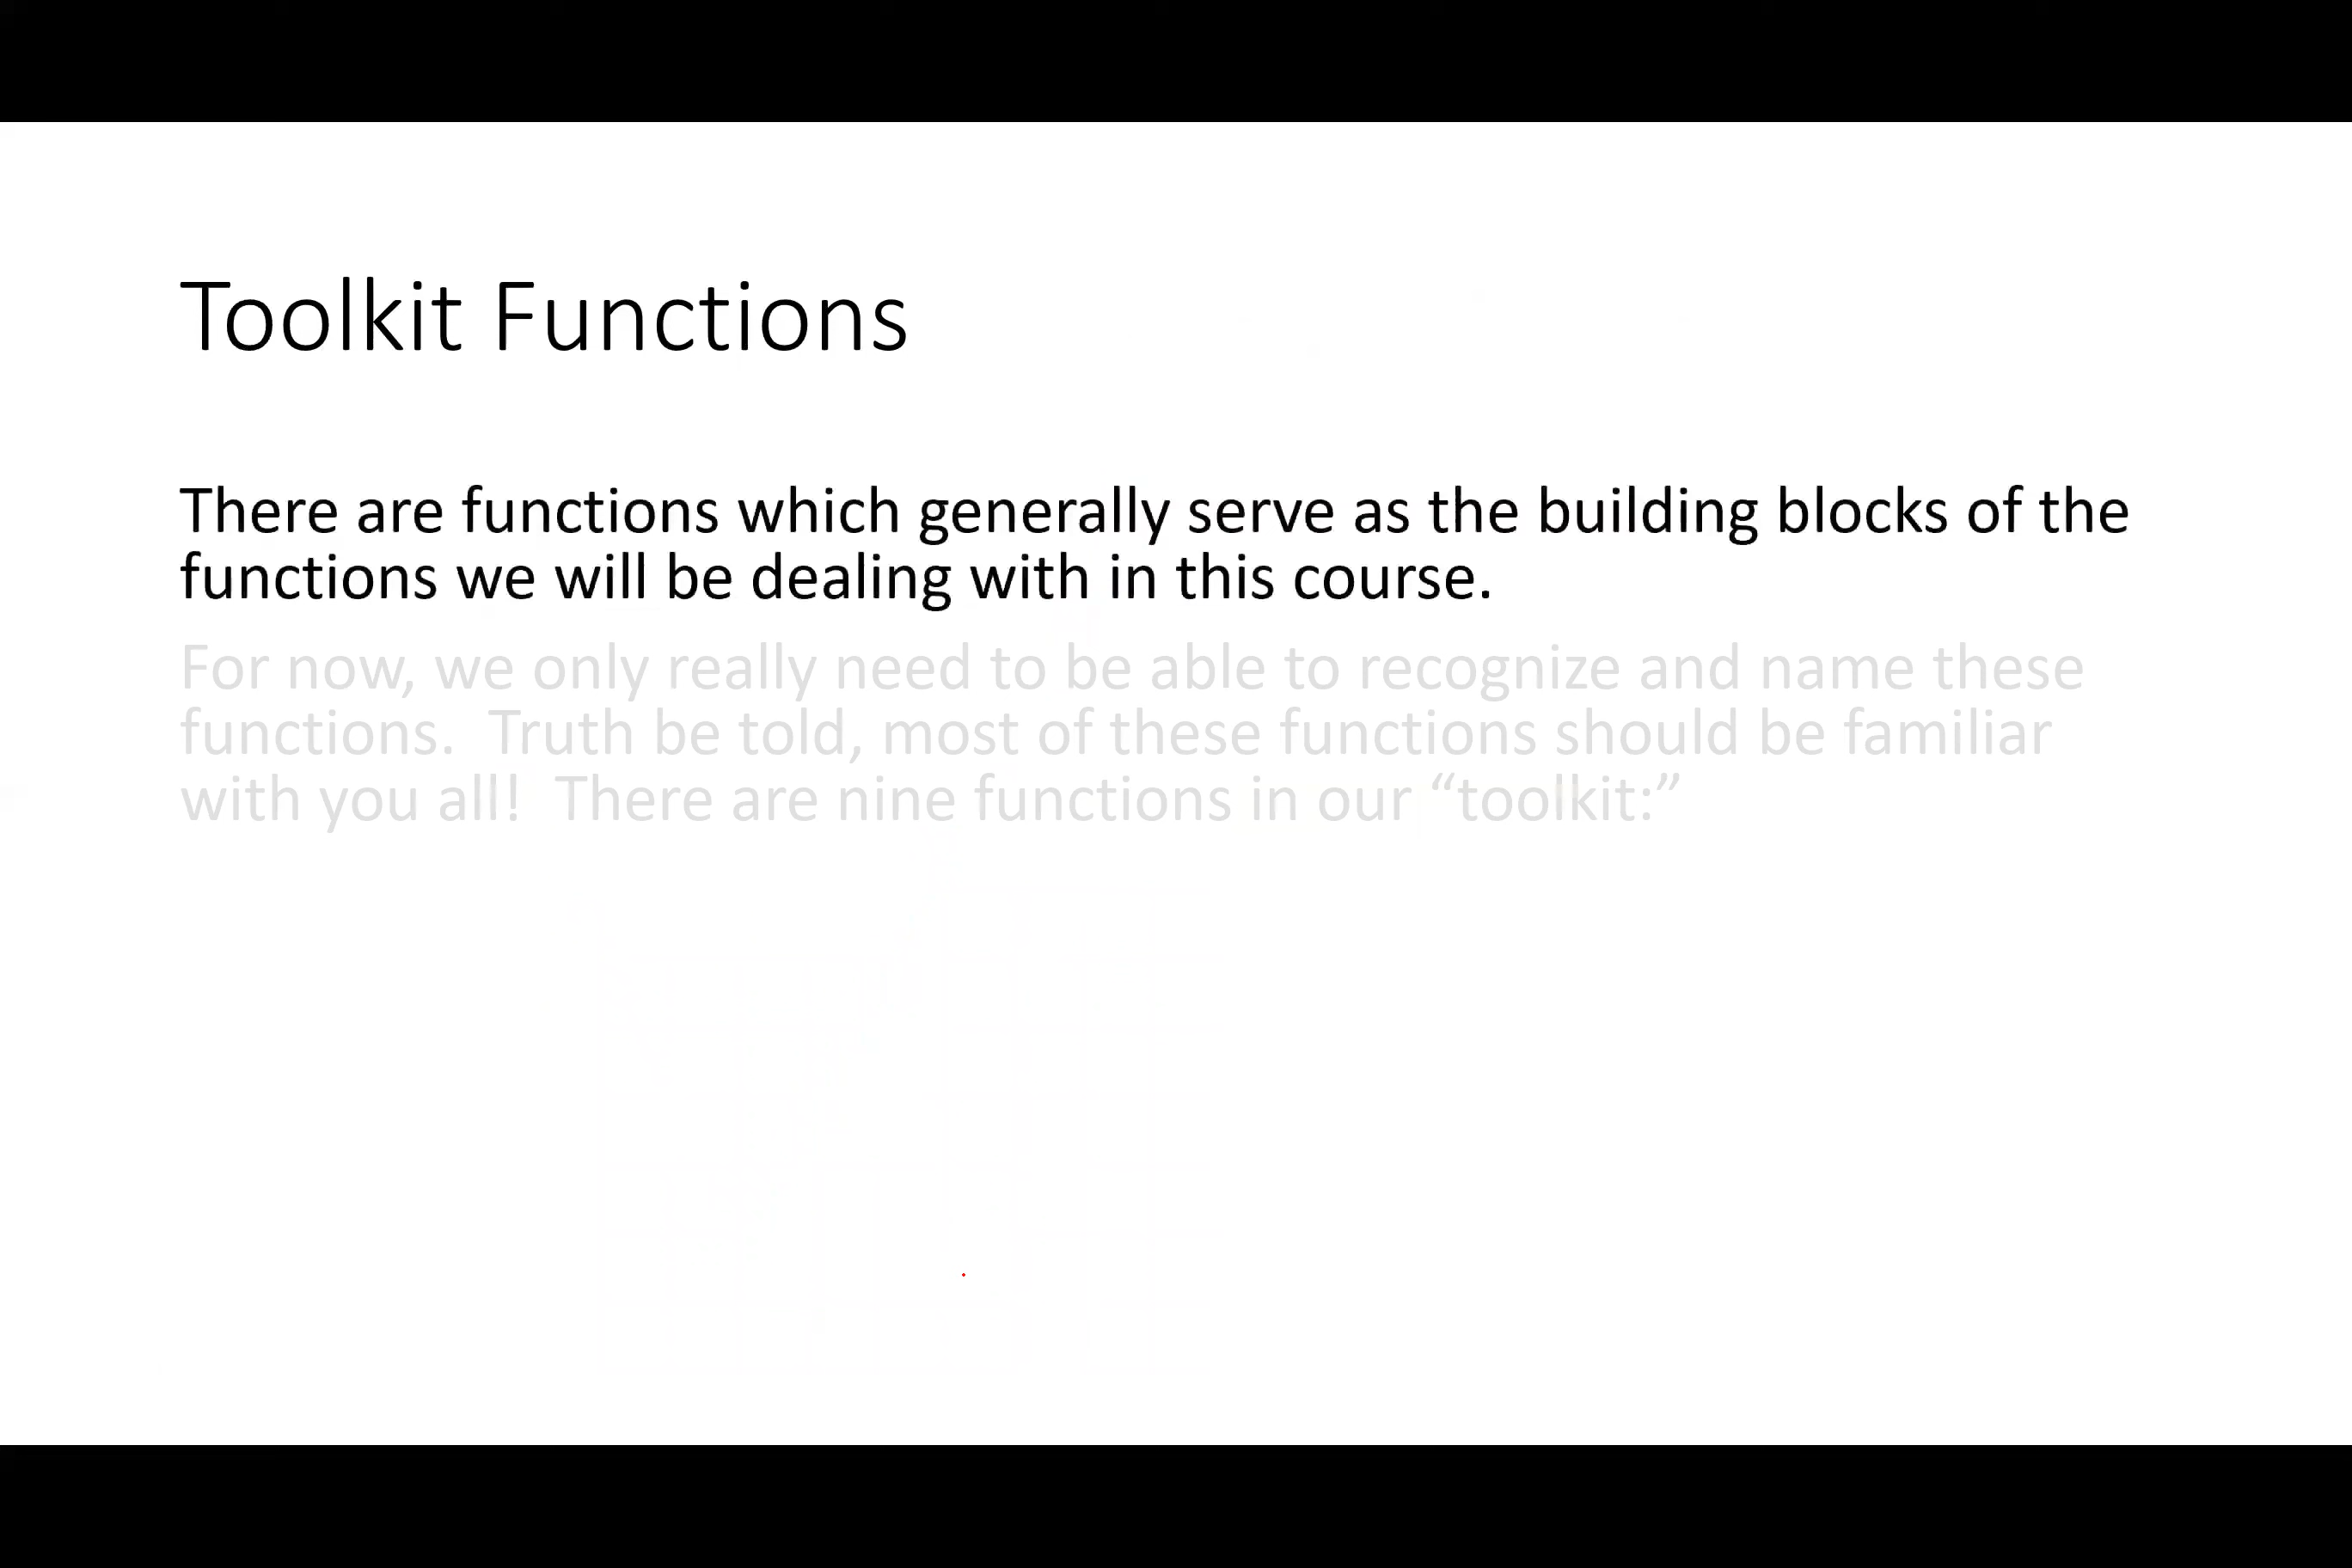 Toolkit Functions
There are functions which generally serve as the building blocks of the
functions we will be dealing with in this course.
For now, we only really need to be able to recognize and name these
functions.  Truth be told, most of these functions should be familiar
with you all!  There are nine functions in our “toolkit:”